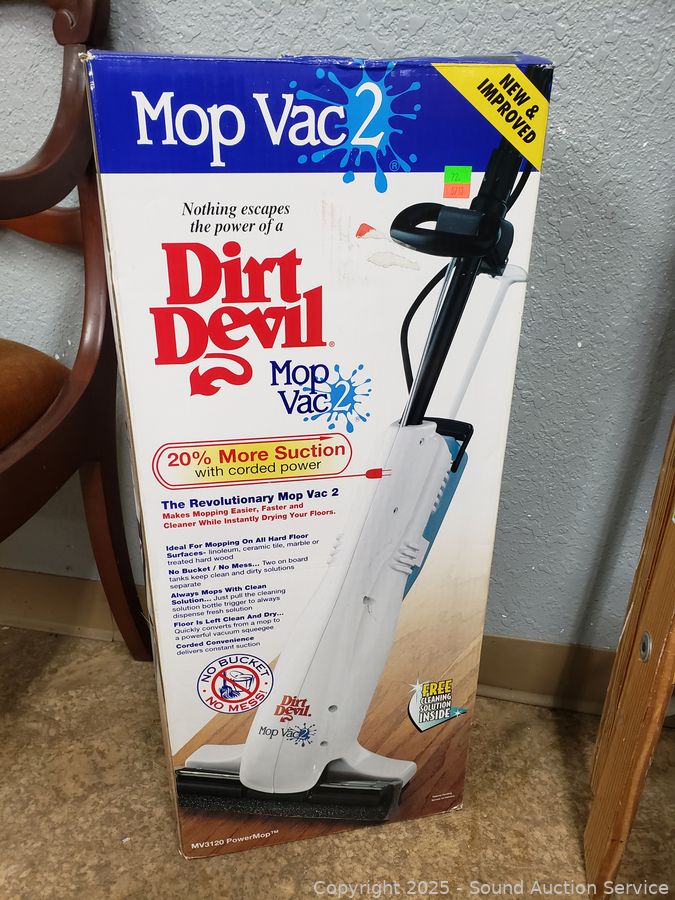 Mop Vac 2®
NEW &
IMPROVED
72
Nothing escapes
the power of a
Dirt
Devil®
Mop
Vac 2
20% More Suction
with corded power
The Revolutionary Mop Vac 2
Makes Mopping Easier, Faster and
Cleaner While Instantly Drying Your Floors.
Ideal For Mopping On All Hard Floor
Surfaces- linoleum, ceramic tile, marble or
treated hard wood
No Bucket / No Mess... Two on board
tanks keep clean and dirty solutions
separate
Always Mops With Clean
Solution... Just pull the cleaning
solution bottle trigger to always
dispense fresh solution
Floor Is Left Clean And Dry...
Quickly converts from a mop to
a powerful vacuum squeegee
Corded Convenience
delivers constant suction
NO BUCKET
NO MESS!
FREE
CLEANING
SOLUTION
INSIDE
Dirt
Devil®
Mop Vac 2
MV3120 PowerMop™
Copyright 2025 - Sound Auction Service